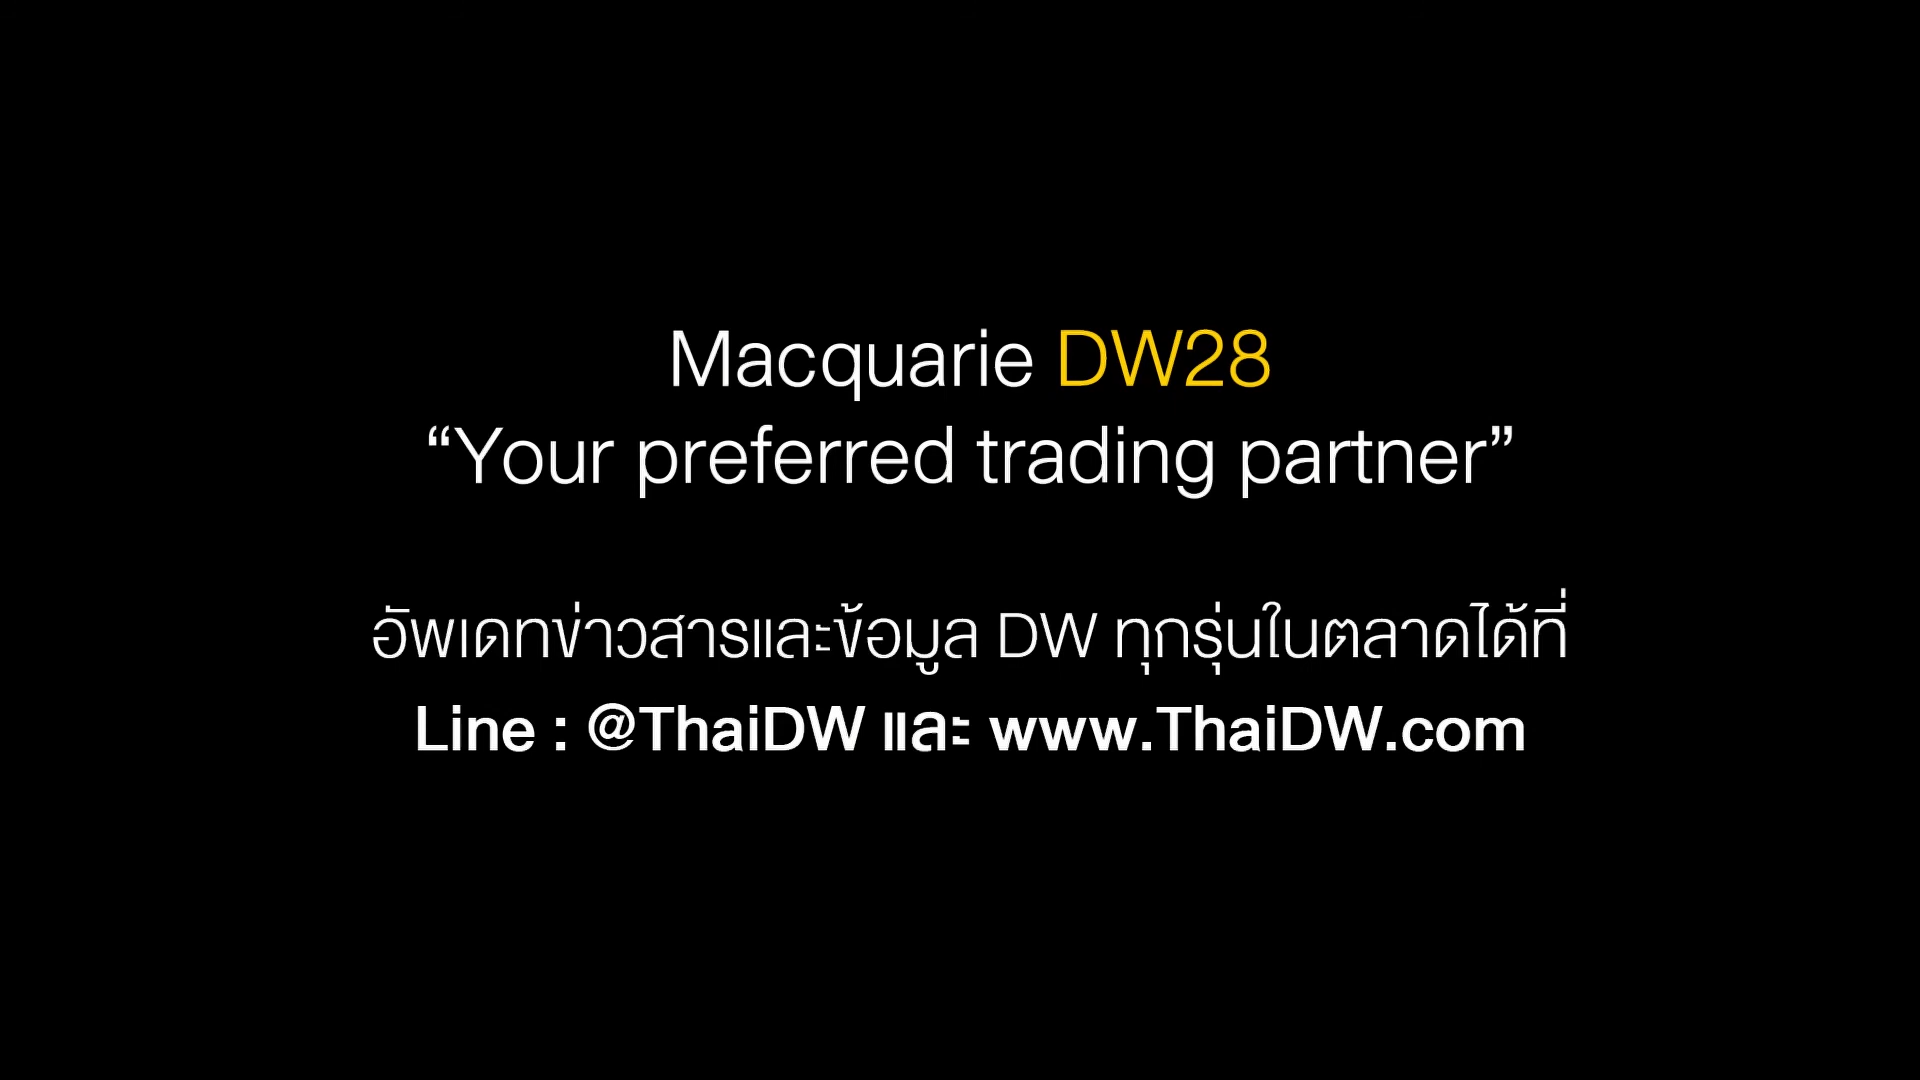 Macquarie DW28
“Your preferred trading partner”
อัพเดทข่าวสารและข้อมูล DW ทุกรุ่นในตลาดได้ที่
Line : @ThaiDW และ www.ThaiDW.com